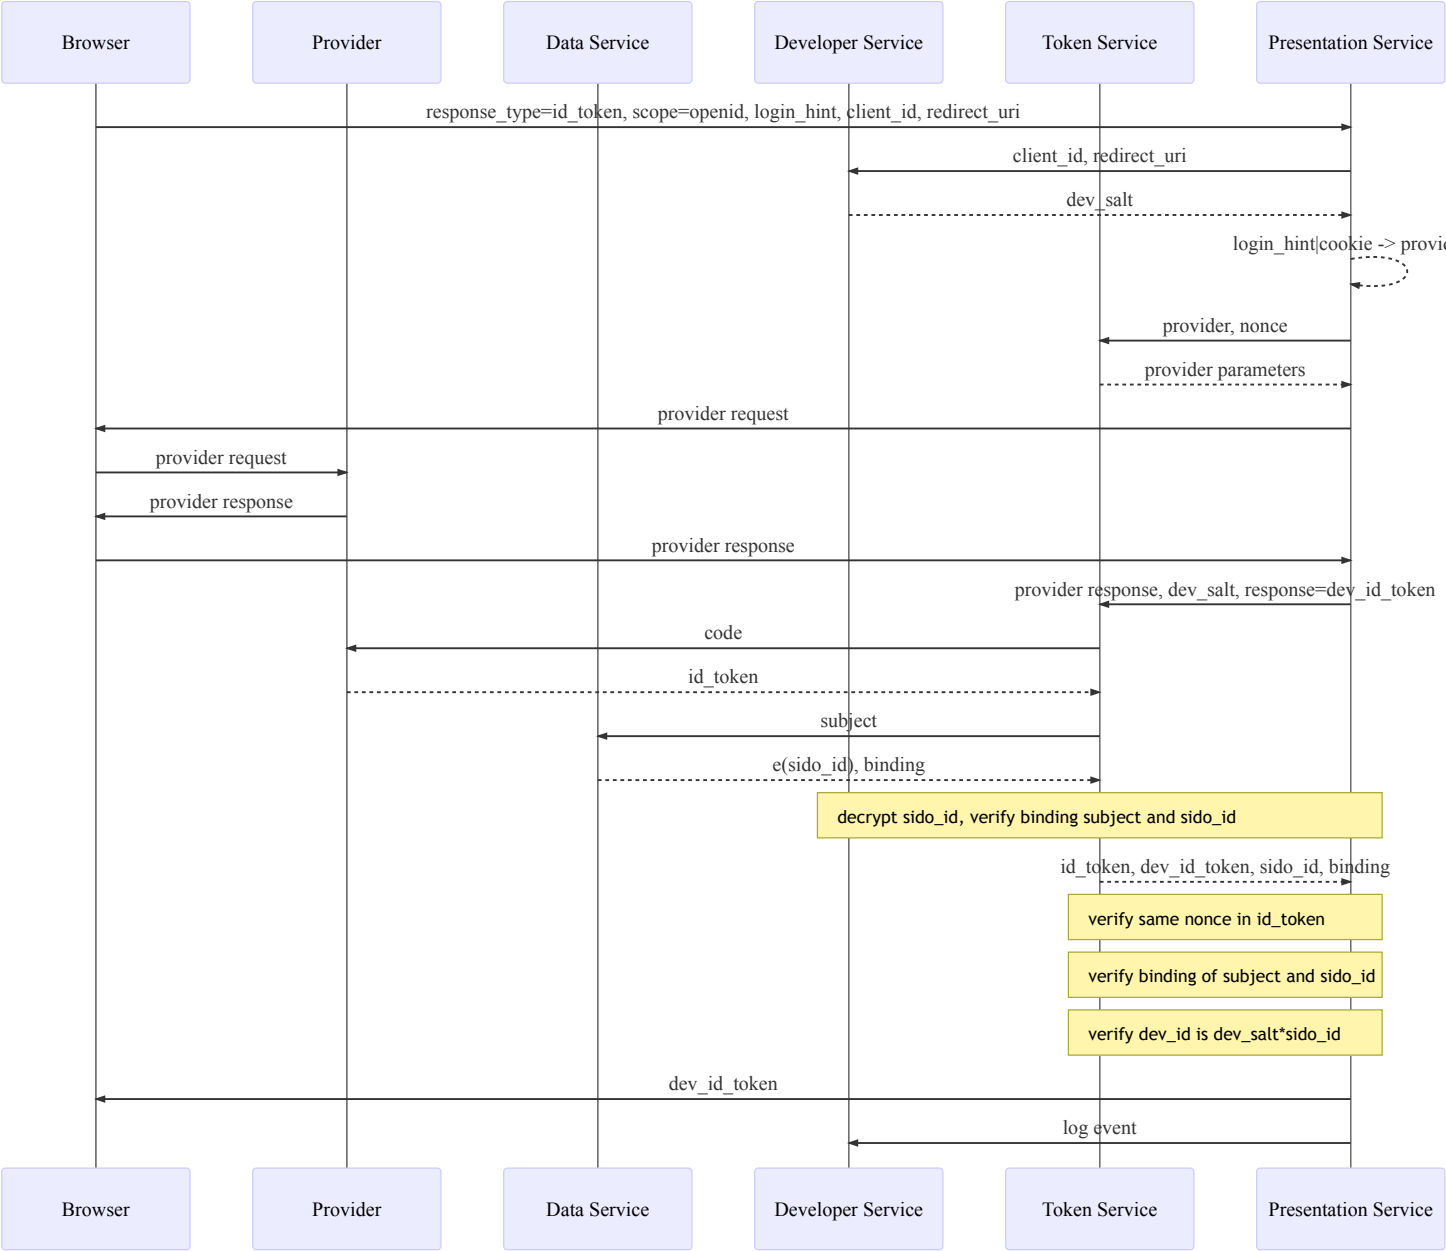 Browser
Provider
Data Service
Developer Service
Token Service
Presentation Service
response_type=id_token, scope=openid, login_hint, client_id, redirect_uri
client_id, redirect_uri
dev_salt
login_hint|cookie -> provi
provider, nonce
provider parameters
provider request
provider request
provider response
provider response
provider response, dev_salt, response=dev_id_token
code
id_token
subject
e(sido_id), binding
decrypt sido_id, verify binding subject and sido_id
id_token, dev_id_token, sido_id, binding
verify same nonce in id_token
verify binding of subject and sido_id
verify dev_id is dev_salt*sido_id
dev_id_token
log event
Browser
Provider
Data Service
Developer Service
Token Service
Presentation Service